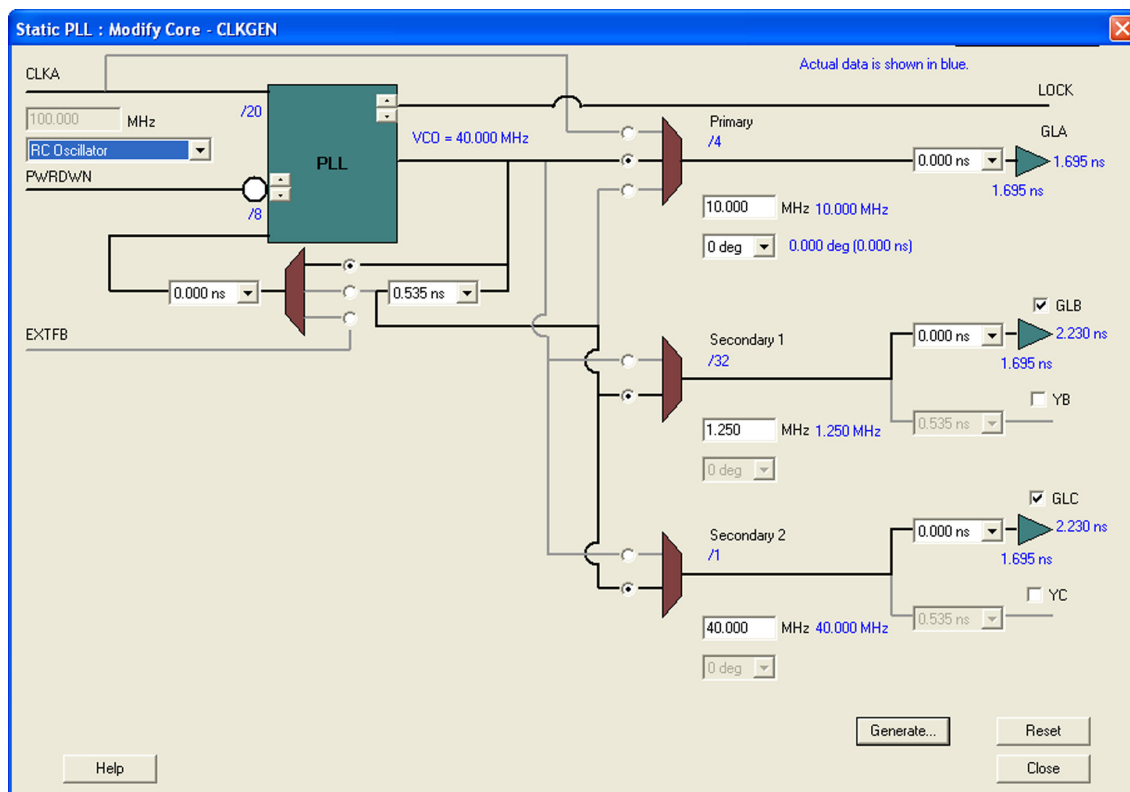 Static PLL : Modify Core - CLKGEN
Actual data is shown in blue.
CLKA
LOCK
/20
100.000 MHz
VCO = 40.000 MHz
Primary
/4
GLA
RC Oscillator
PLL
0.000 ns
1.695 ns
PWRDWN
1.695 ns
/8
10.000 MHz 10.000 MHz
0 deg 0.000 deg (0.000 ns)
0.000 ns
0.535 ns
GLB
EXTFB
Secondary 1
/32
0.000 ns
2.230 ns
1.695 ns
YB
0.535 ns
1.250 MHz 1.250 MHz
0 deg
GLC
Secondary 2
/1
0.000 ns
2.230 ns
1.695 ns
YC
0.535 ns
40.000 MHz 40.000 MHz
0 deg
Generate...
Reset
Help
Close